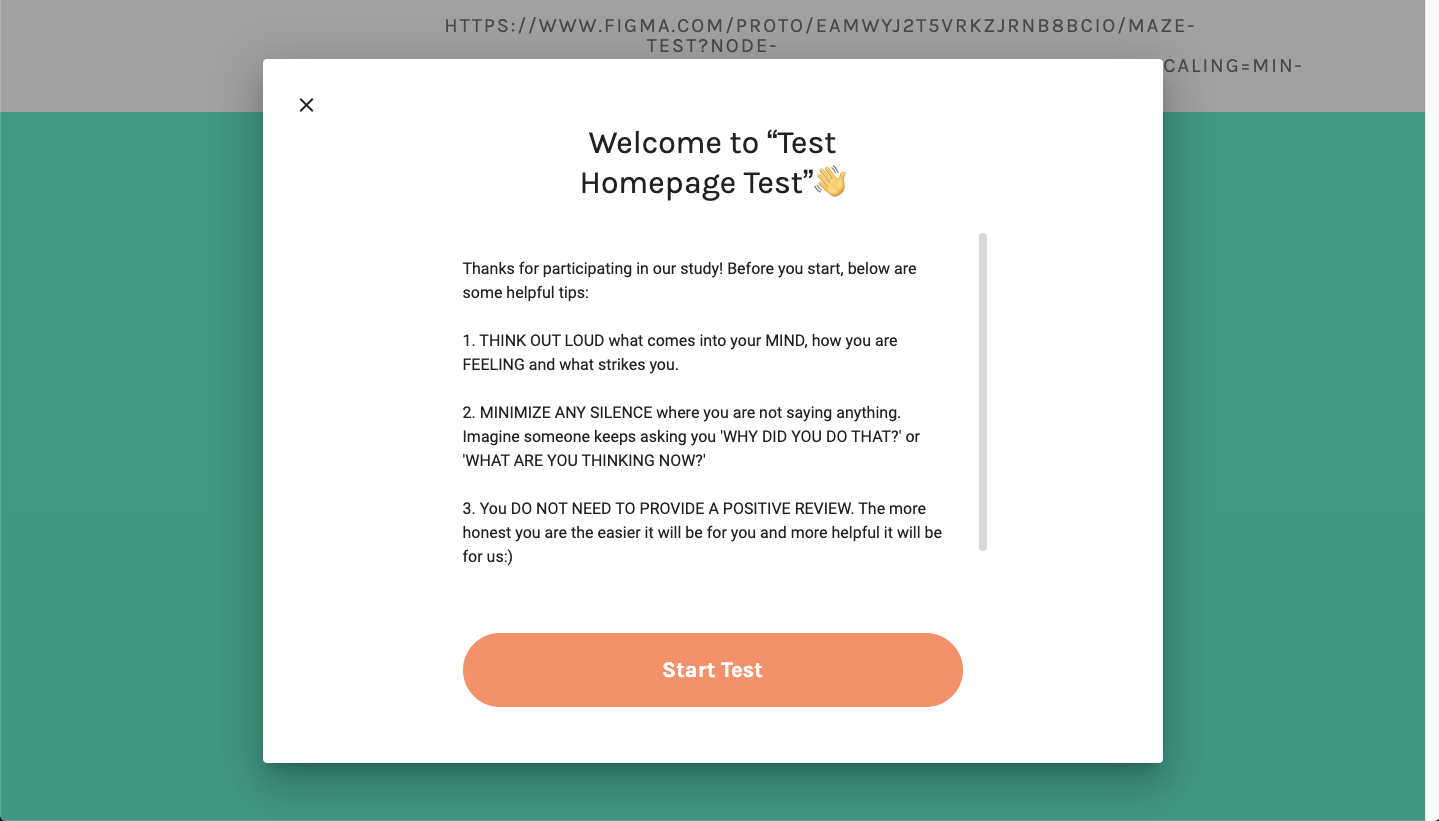 HTTPS://WWW.FIGMA.COM/PROTO/EAMWYJ2T5VRKZJRNB8BCIO/MAZE-
TEST?NODE-
CALING=MIN-
Welcome to “Test
Homepage Test”👋
Thanks for participating in our study! Before you start, below are
some helpful tips:
1. THINK OUT LOUD what comes into your MIND, how you are
FEELING and what strikes you.
2. MINIMIZE ANY SILENCE where you are not saying anything.
Imagine someone keeps asking you 'WHY DID YOU DO THAT?' or
'WHAT ARE YOU THINKING NOW?'
3. You DO NOT NEED TO PROVIDE A POSITIVE REVIEW. The more
honest you are the easier it will be for you and more helpful it will be
for us:)
Start Test